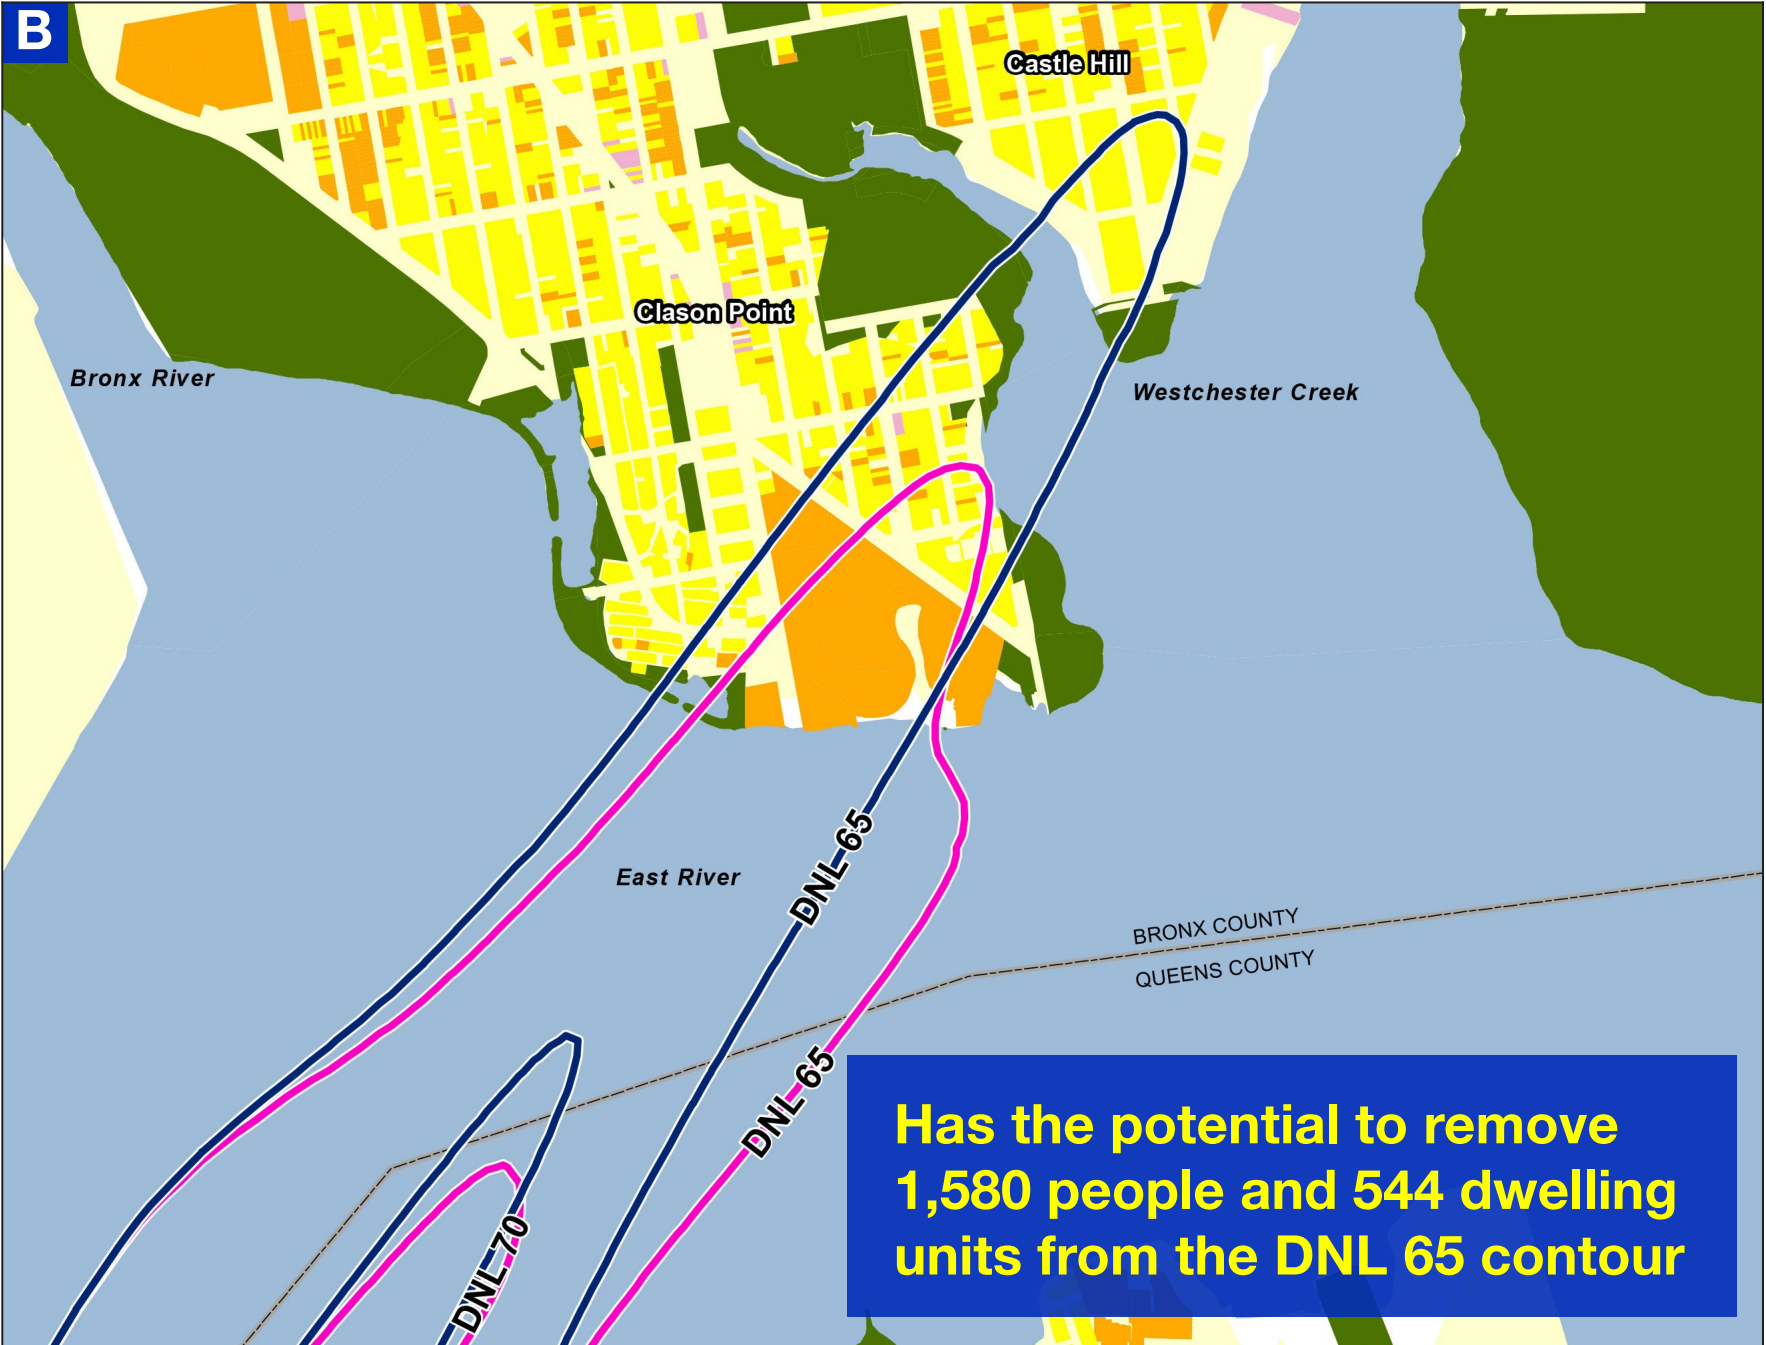 B
Castle Hill
Clason Point
Bronx River
Westchester Creek
DNL 65
East River
BRONX COUNTY
QUEENS COUNTY
DNL 65
DNL 70
Has the potential to remove
1,580 people and 544 dwelling
units from the DNL 65 contour